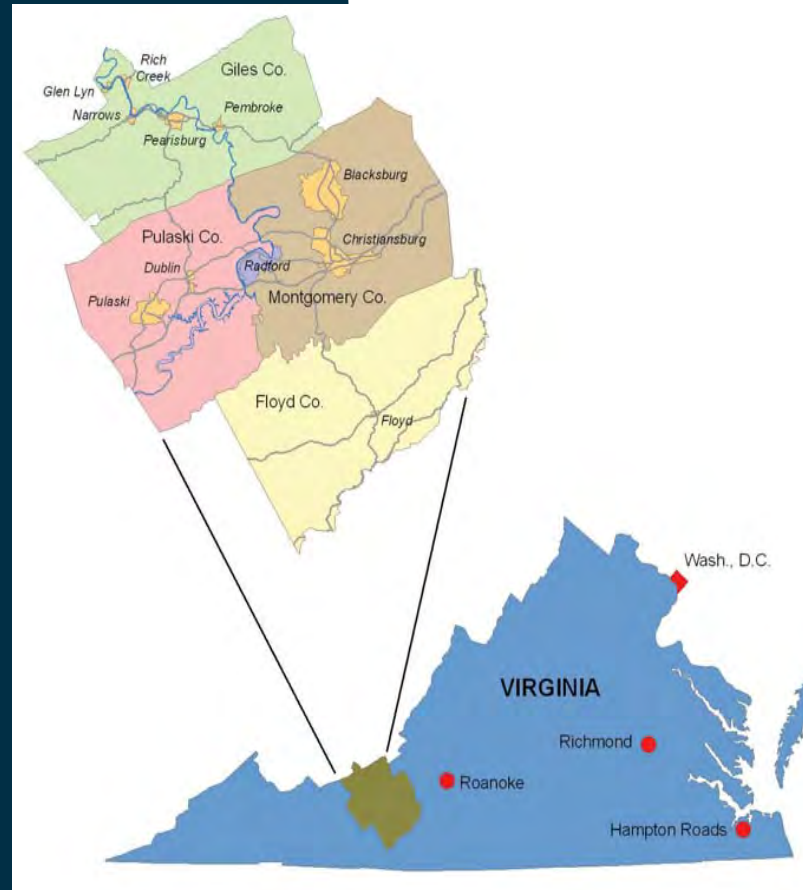 Rich
Creek
Giles Co.
Glen Lyn
Narrows
Pembroke
Pearisburg
Blacksburg
Pulaski Co.
Christiansburg
Dublin
Radford
Pulaski
Montgomery Co.
Floyd Co.
Floyd
Wash., D.C.
VIRGINIA
Richmond
Roanoke
Hampton Roads